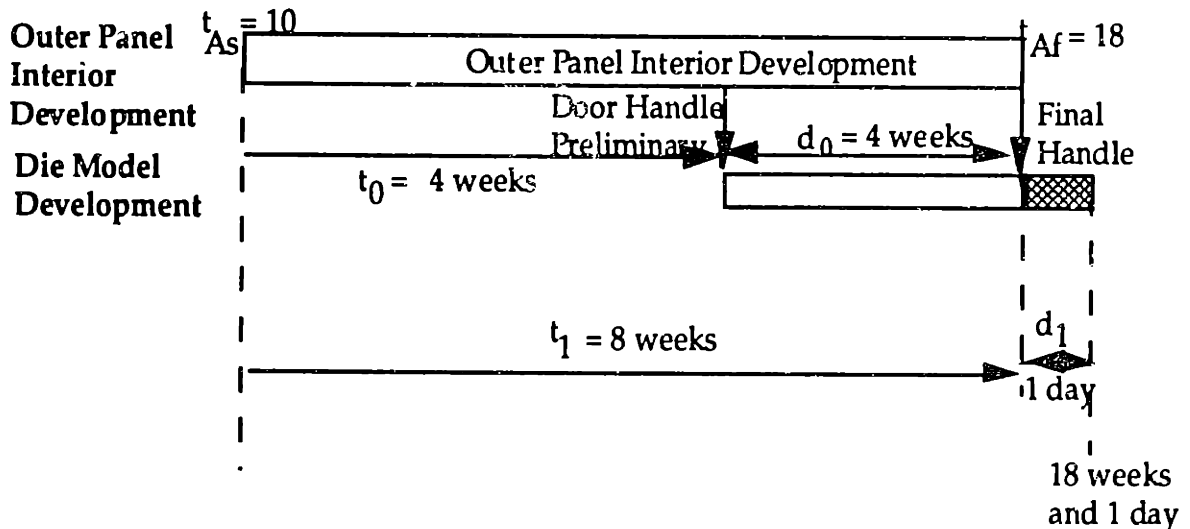 t_As = 10
Af = 18
Outer Panel
Interior
Development
Outer Panel Interior Development
Door Handle
Preliminary
d_0 = 4 weeks
Final
Handle
Die Model
Development
t_0 = 4 weeks
t_1 = 8 weeks
d_1
1 day
18 weeks
and 1 day